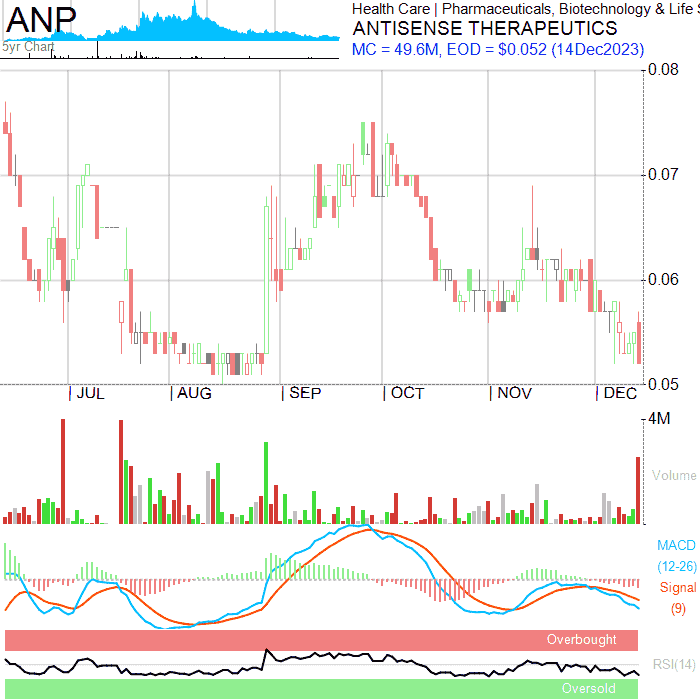 ANP
5yr Chart
Health Care | Pharmaceuticals, Biotechnology & Life S
ANTISENSE THERAPEUTICS
MC = 49.6M, EOD = $0.052 (14Dec2023)
0.08
0.07
0.06
0.05
| JUL | AUG | SEP | OCT | NOV | DEC
4M
Volume
MACD
(12-26)
Signal
(9)
Overbought
RSI(14)
Oversold